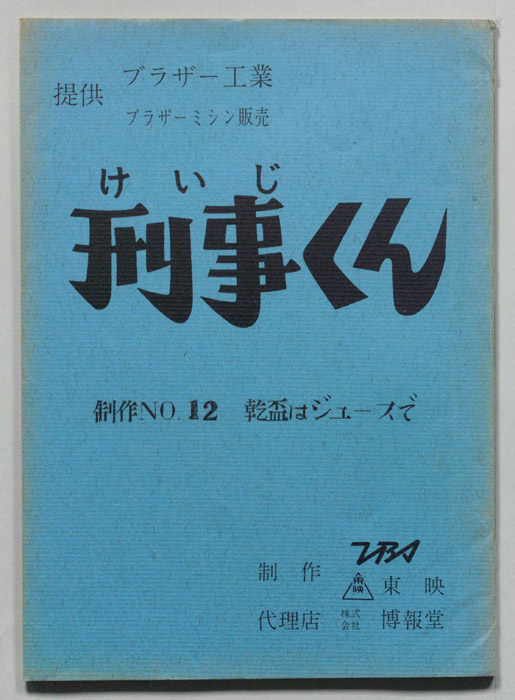 提供 ブラザー工業
ブラザーミシン販売
けいじ
刑事くん
制作NO.12 乾盃はジュースで
TBS
制作 東映 東映
代理店 株式会社 博報堂